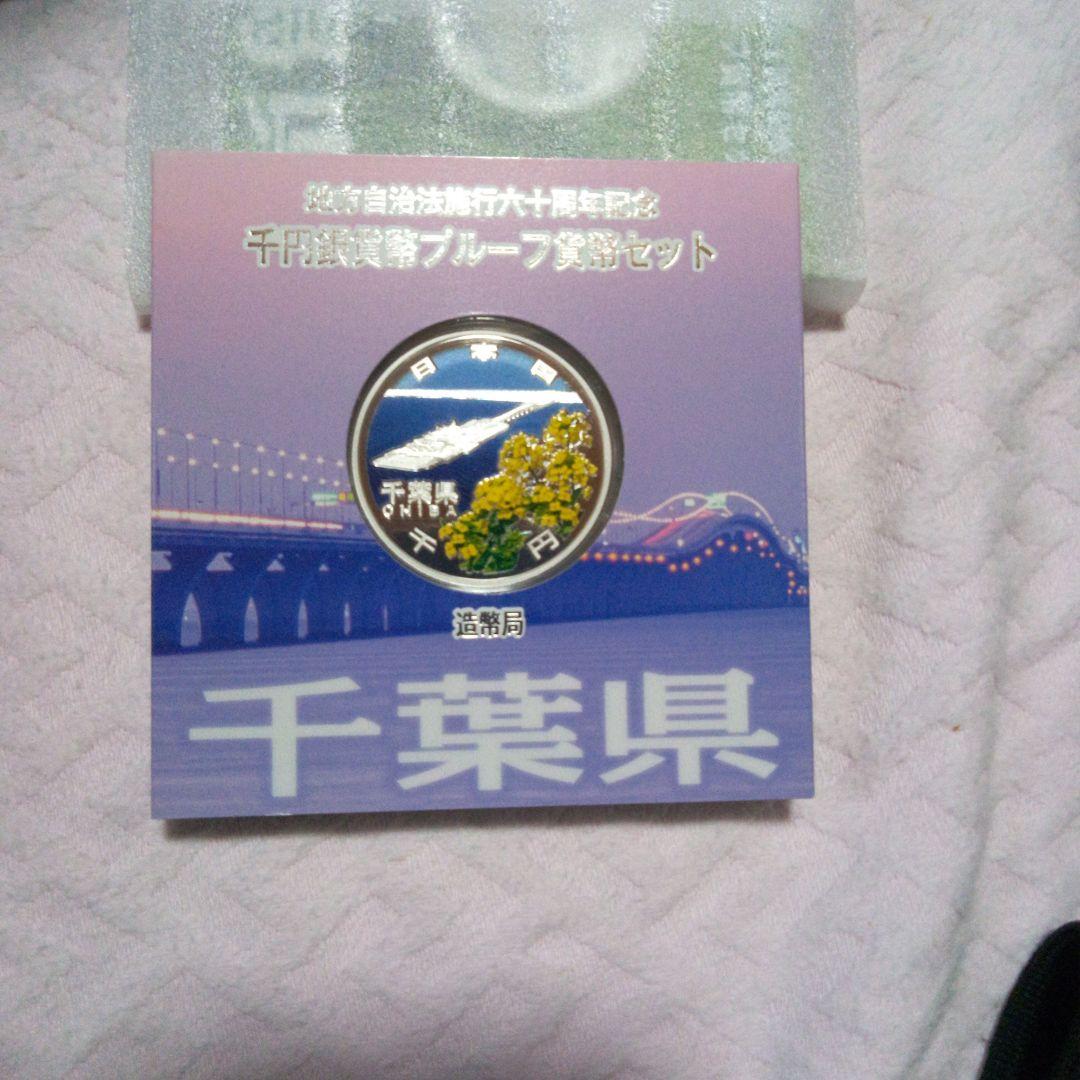 地方自治法施行六十周年記念
千円銀貨幣プルーフ貨幣セット
日本国
千葉県
CHIBA
千円
造幣局
千葉県